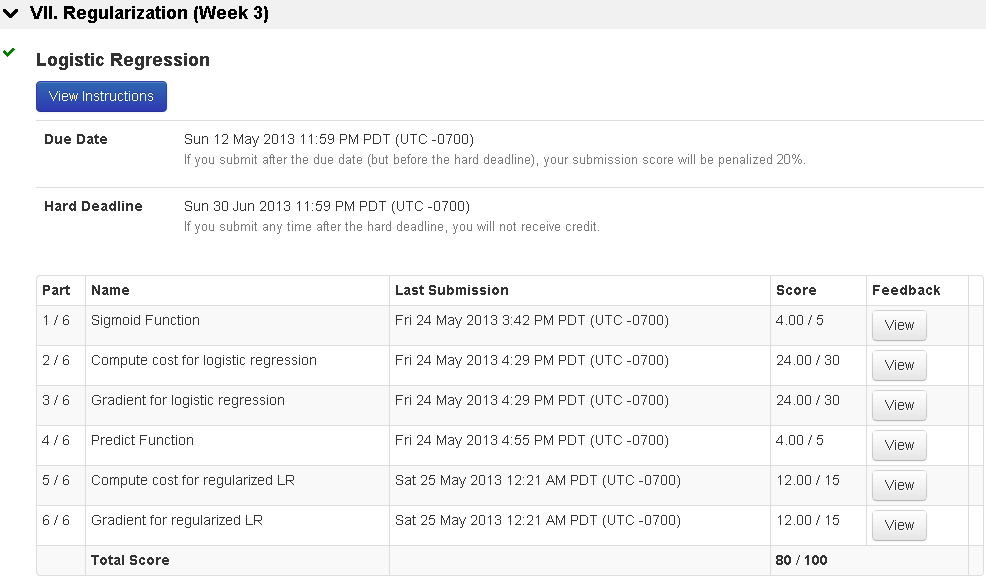 VII. Regularization (Week 3)
Logistic Regression
View Instructions
Due Date Sun 12 May 2013 11:59 PM PDT (UTC -0700)
If you submit after the due date (but before the hard deadline), your submission score will be penalized 20%.
Hard Deadline Sun 30 Jun 2013 11:59 PM PDT (UTC -0700)
If you submit any time after the hard deadline, you will not receive credit.
Part Name Last Submission Score Feedback
1 / 6 Sigmoid Function Fri 24 May 2013 3:42 PM PDT (UTC -0700) 4.00 / 5 View
2 / 6 Compute cost for logistic regression Fri 24 May 2013 4:29 PM PDT (UTC -0700) 24.00 / 30 View
3 / 6 Gradient for logistic regression Fri 24 May 2013 4:29 PM PDT (UTC -0700) 24.00 / 30 View
4 / 6 Predict Function Fri 24 May 2013 4:55 PM PDT (UTC -0700) 4.00 / 5 View
5 / 6 Compute cost for regularized LR Sat 25 May 2013 12:21 AM PDT (UTC -0700) 12.00 / 15 View
6 / 6 Gradient for regularized LR Sat 25 May 2013 12:21 AM PDT (UTC -0700) 12.00 / 15 View
Total Score 80 / 100